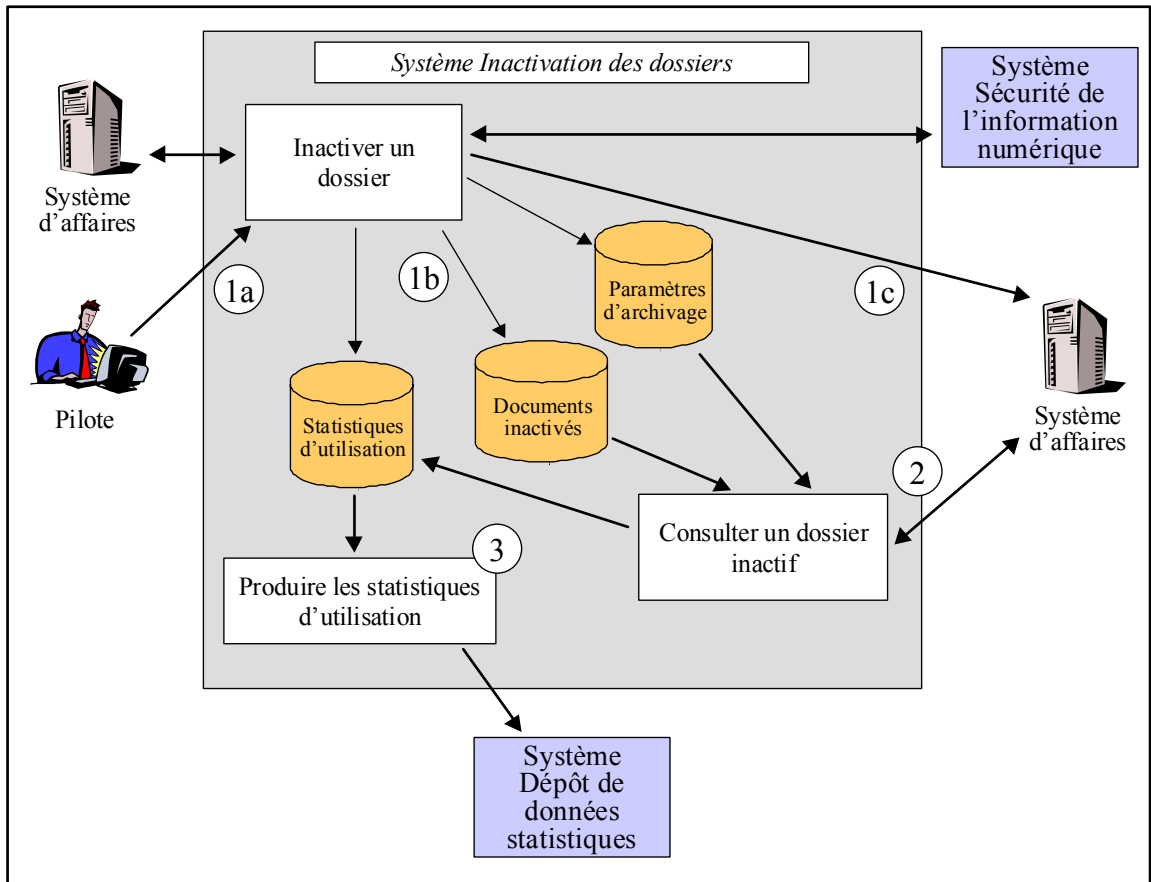 Système Inactivation des dossiers
Système
Sécurité de
l’information
numérique
Inactiver un
dossier
Système
d’affaires
1a
1b
Paramètres
d’archivage
1c
Pilote
Statistiques
d’utilisation
Documents
inactivés
Système
d’affaires
2
Consulter un dossier
inactif
3
Produire les statistiques
d’utilisation
Système
Dépôt de
données
statistiques